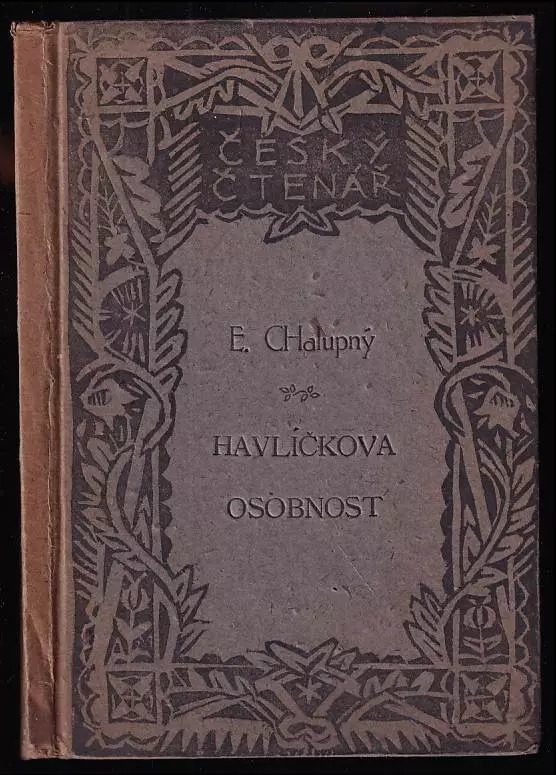 ČESKÝ
ČTENÁŘ
E. CHalupný
HAVLÍČKOVA
OSOBNOST